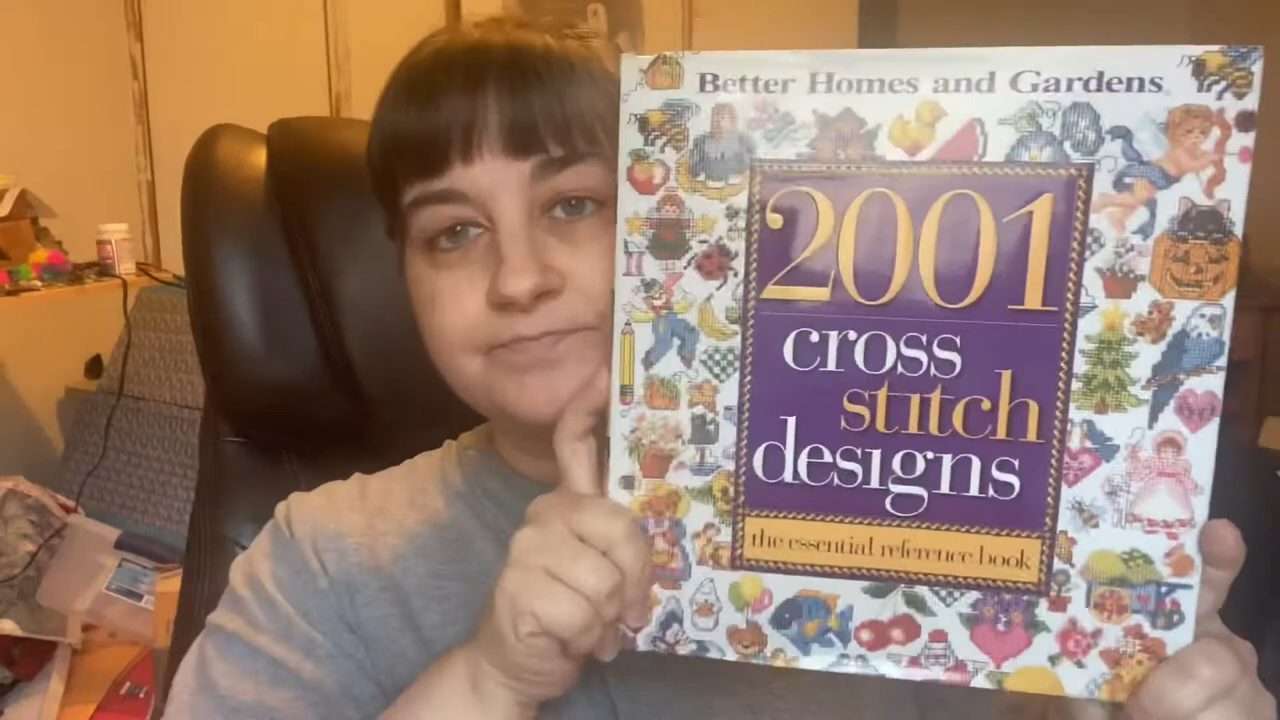 Better Homes and Gardens
2001
cross
stitch
designs
the essential reference book